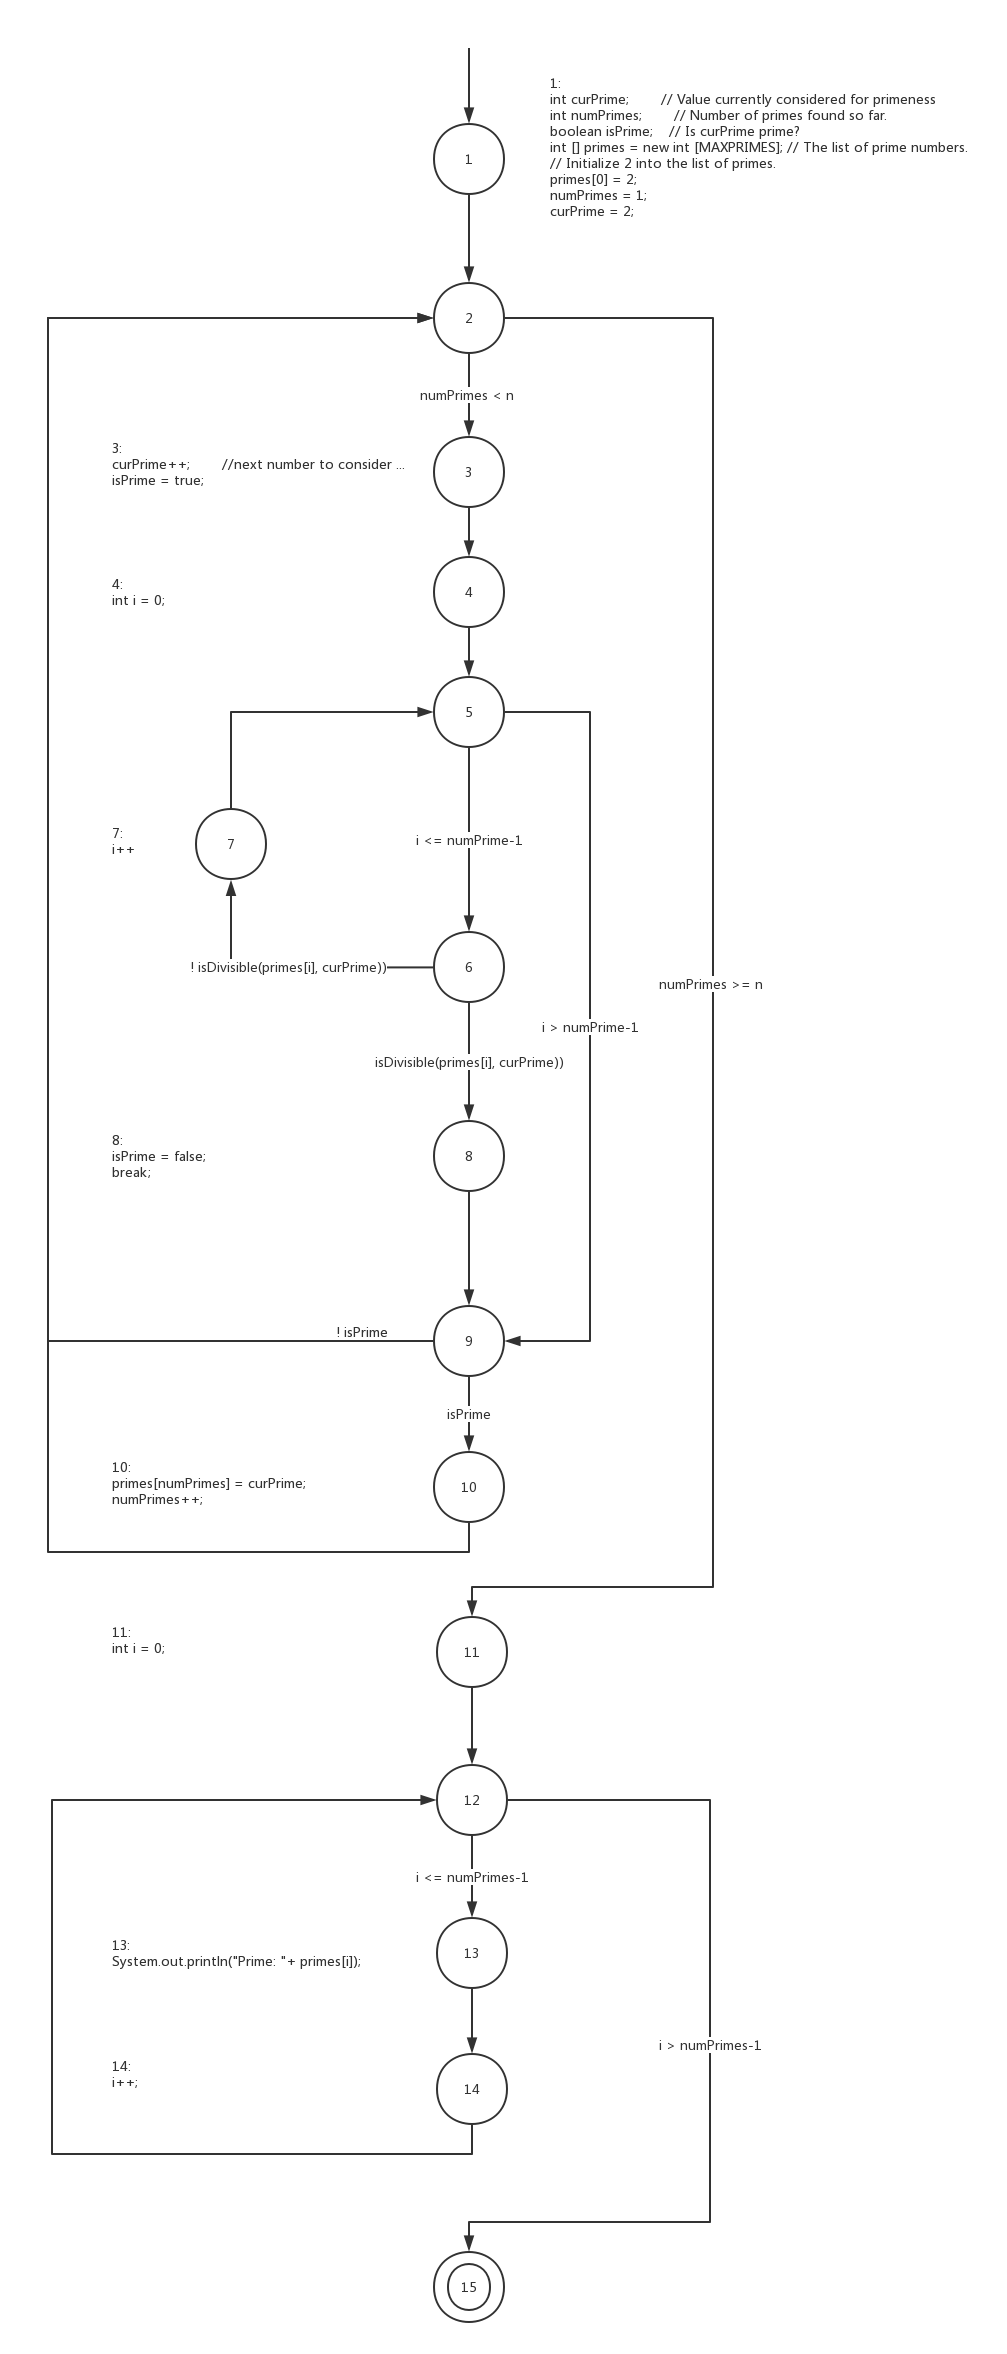 1:
int curPrime; // Value currently considered for primeness
int numPrimes; // Number of primes found so far.
boolean isPrime; // Is curPrime prime?
int [] primes = new int [MAXPRIMES]; // The list of prime numbers.
// Initialize 2 into the list of primes.
primes[0] = 2;
numPrimes = 1;
curPrime = 2;
1
2
numPrimes < n
3:
curPrime++; //next number to consider ...
isPrime = true;
3
4:
int i = 0;
4
5
7:
i++
7
i <= numPrime-1
! isDivisible(primes[i], curPrime))
6
numPrimes >= n
i > numPrime-1
isDivisible(primes[i], curPrime))
8:
isPrime = false;
break;
8
! isPrime
9
isPrime
10:
primes[numPrimes] = curPrime;
numPrimes++;
10
11:
int i = 0;
11
12
i <= numPrimes-1
13:
System.out.println("Prime: "+ primes[i]);
13
i > numPrimes-1
14:
i++;
14
15